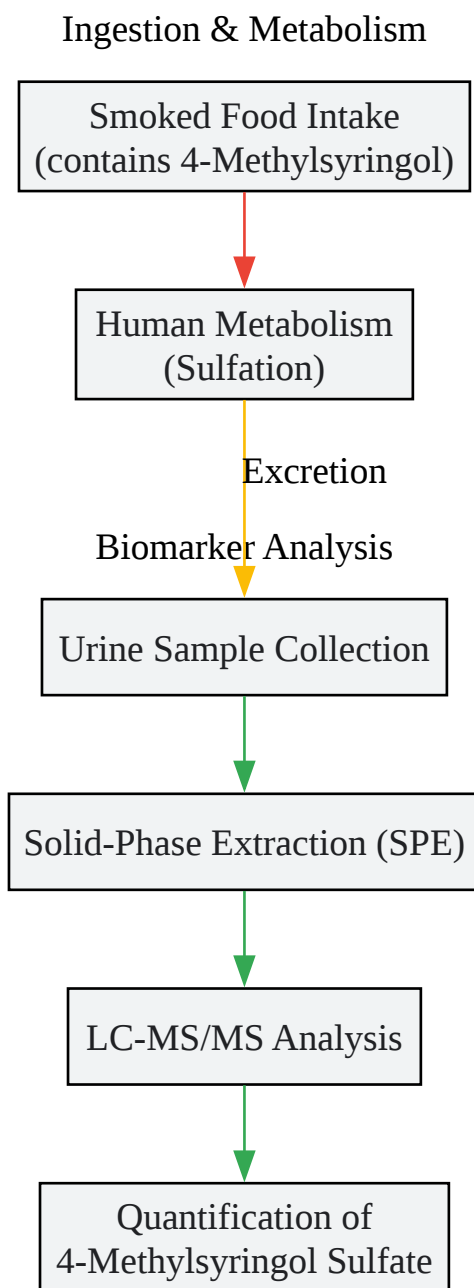 Ingestion & Metabolism
Smoked Food Intake
(contains 4-Methylsyringol)
Human Metabolism
(Sulfation)
Excretion
Biomarker Analysis
Urine Sample Collection
Solid-Phase Extraction (SPE)
LC-MS/MS Analysis
Quantification of
4-Methylsyringol Sulfate